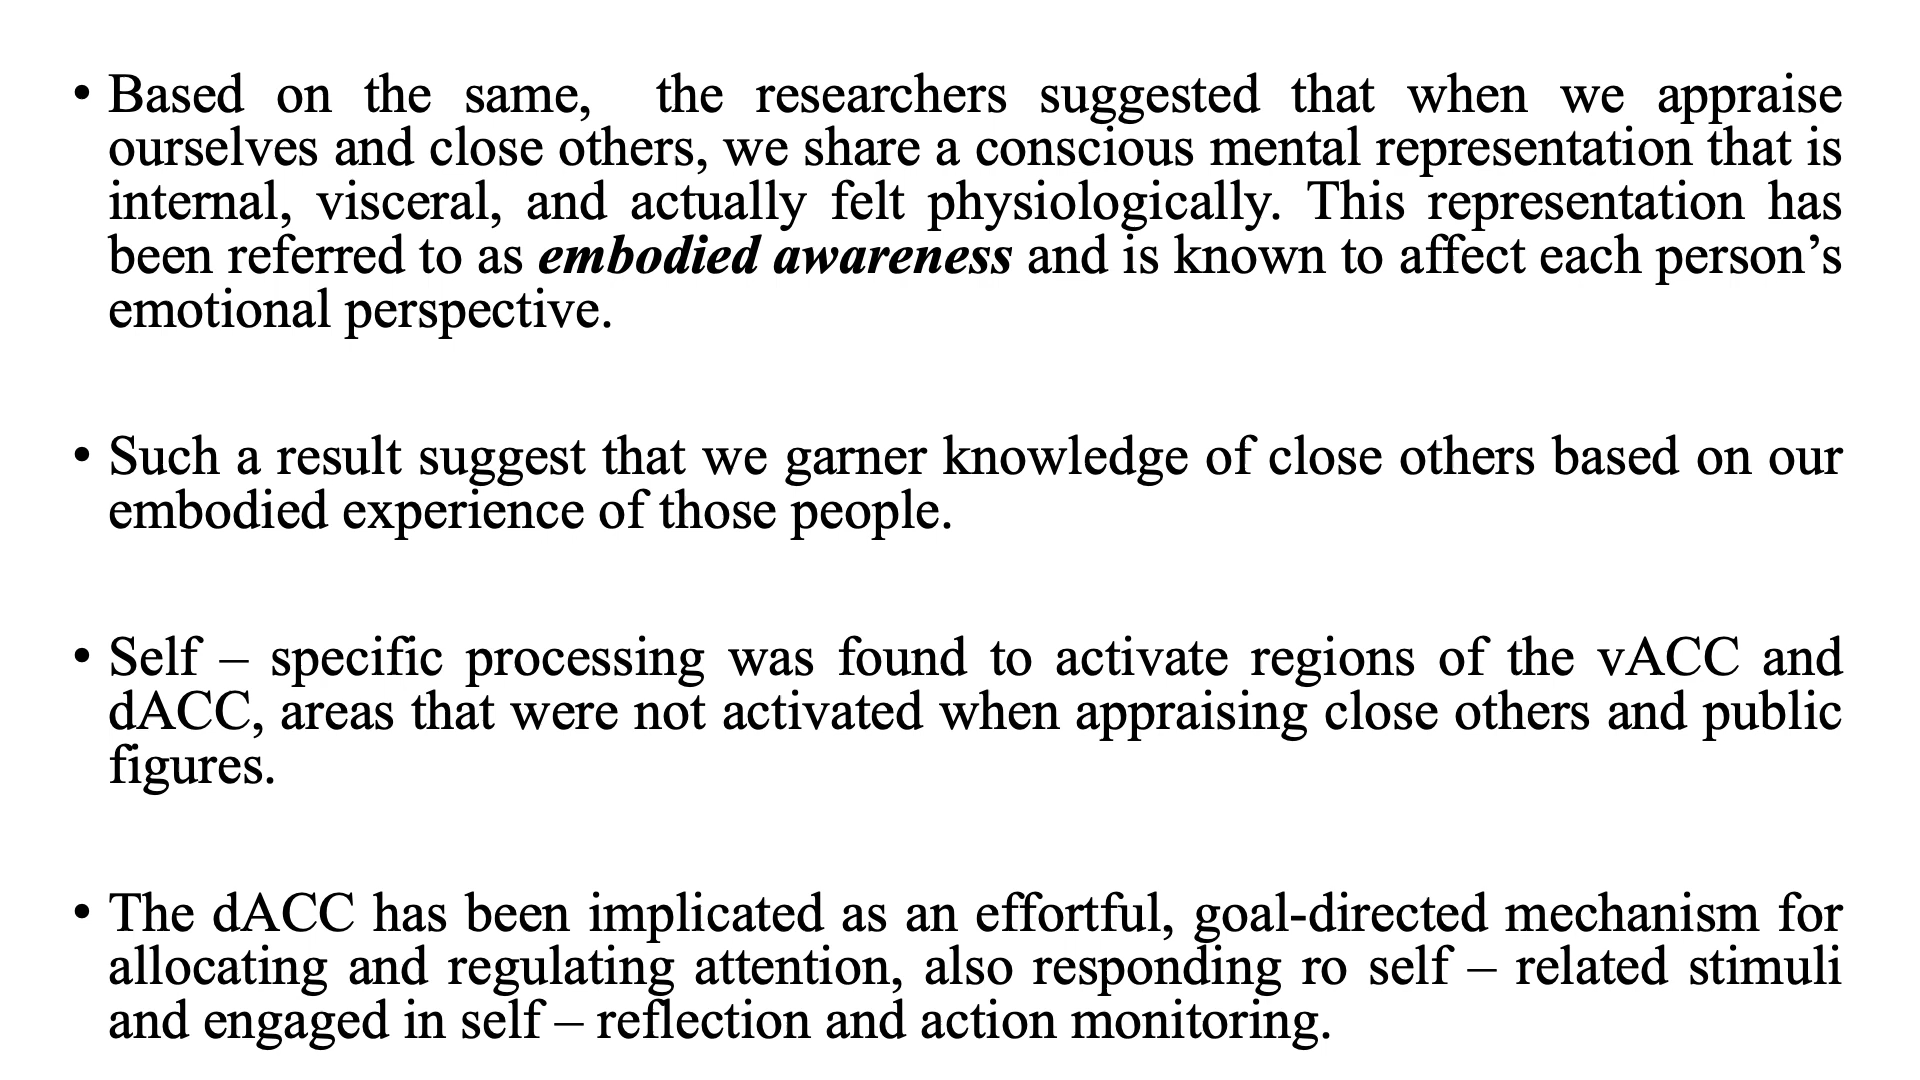 • Based on the same,  the researchers suggested that when we appraise
ourselves and close others, we share a conscious mental representation that is
internal, visceral, and actually felt physiologically. This representation has
been referred to as embodied awareness and is known to affect each person’s
emotional perspective.
• Such a result suggest that we garner knowledge of close others based on our
embodied experience of those people.
• Self – specific processing was found to activate regions of the vACC and
dACC, areas that were not activated when appraising close others and public
figures.
• The dACC has been implicated as an effortful, goal-directed mechanism for
allocating and regulating attention, also responding ro self – related stimuli
and engaged in self – reflection and action monitoring.